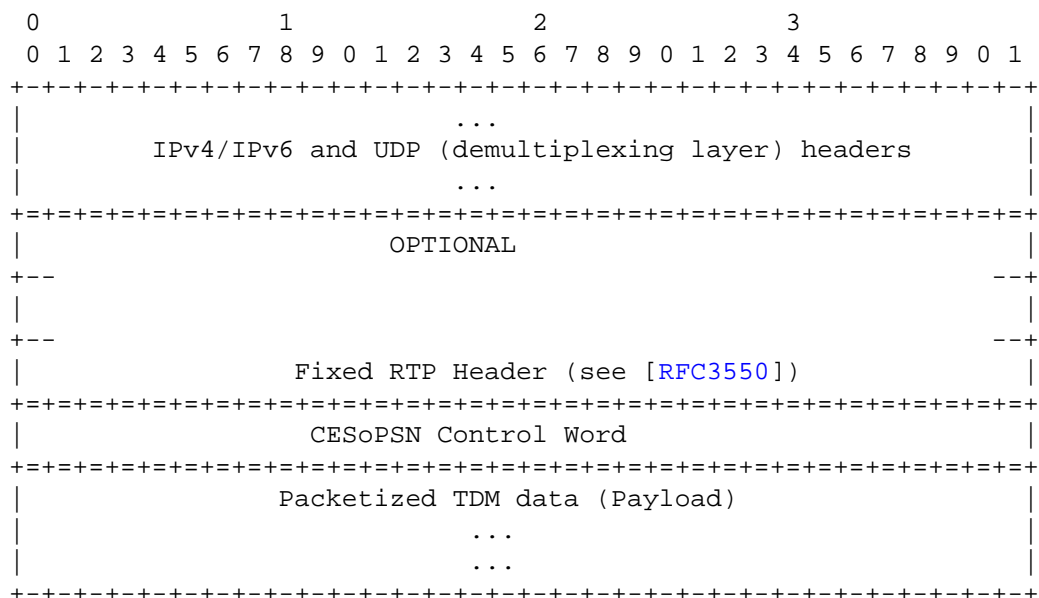 0                   1                   2                   3
 0 1 2 3 4 5 6 7 8 9 0 1 2 3 4 5 6 7 8 9 0 1 2 3 4 5 6 7 8 9 0 1
+-+-+-+-+-+-+-+-+-+-+-+-+-+-+-+-+-+-+-+-+-+-+-+-+-+-+-+-+-+-+-+-+
|                           ...                                 |
|        IPv4/IPv6 and UDP (demultiplexing layer) headers       |
|                           ...                                 |
+=+=+=+=+=+=+=+=+=+=+=+=+=+=+=+=+=+=+=+=+=+=+=+=+=+=+=+=+=+=+=+=+
|                       OPTIONAL                                |
+--                                                           --+
|                                                               |
+--                                                           --+
|                 Fixed RTP Header (see [RFC3550])              |
+=+=+=+=+=+=+=+=+=+=+=+=+=+=+=+=+=+=+=+=+=+=+=+=+=+=+=+=+=+=+=+=+
|                  CESoPSN Control Word                         |
+=+=+=+=+=+=+=+=+=+=+=+=+=+=+=+=+=+=+=+=+=+=+=+=+=+=+=+=+=+=+=+=+
|                Packetized TDM data (Payload)                  |
|                            ...                                |
|                            ...                                |
+-+-+-+-+-+-+-+-+-+-+-+-+-+-+-+-+-+-+-+-+-+-+-+-+-+-+-+-+-+-+-+-+